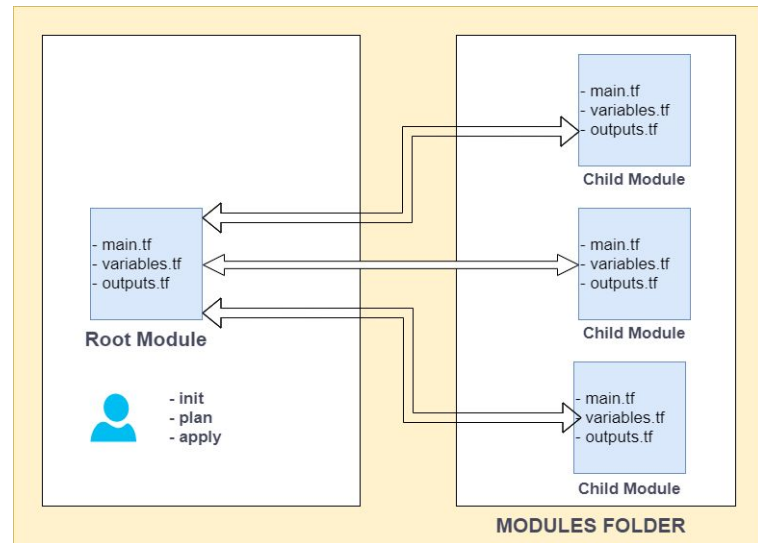 - main.tf
- variables.tf
- outputs.tf
Root Module
- init
- plan
- apply
- main.tf
- variables.tf
- outputs.tf
Child Module
- main.tf
- variables.tf
- outputs.tf
Child Module
- main.tf
- variables.tf
- outputs.tf
Child Module
MODULES FOLDER